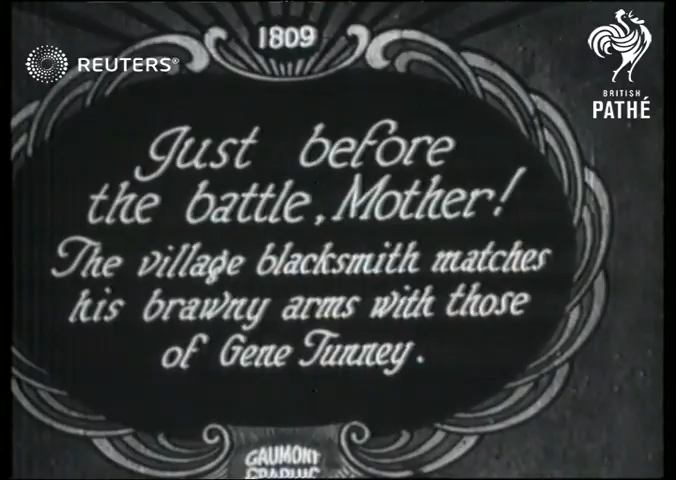 1809
REUTERS®
BRITISH
PATHÉ
Just before
the battle, Mother!
The village blacksmith matches
his brawny arms with those
of Gene Tunney.
GAUMONT
GRAPHIC